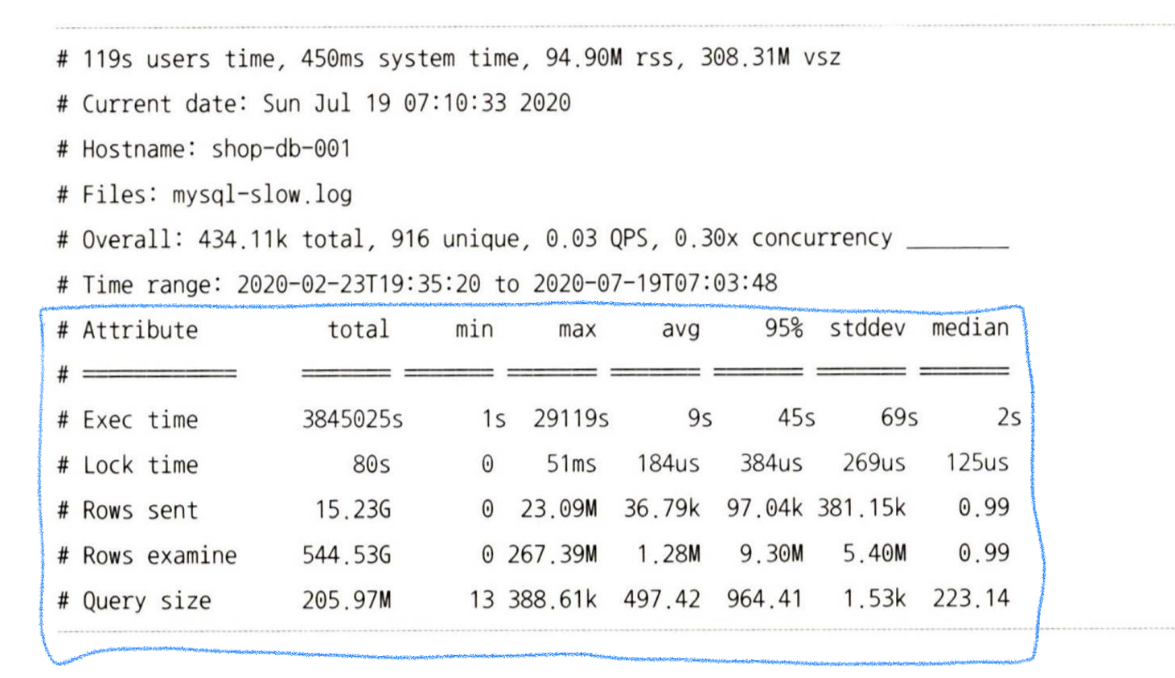 # 119s users time, 450ms system time, 94.90M rss, 308.31M vsz
# Current date: Sun Jul 19 07:10:33 2020
# Hostname: shop-db-001
# Files: mysql-slow.log
# Overall: 434.11k total, 916 unique, 0.03 QPS, 0.30x concurrency ________
# Time range: 2020-02-23T19:35:20 to 2020-07-19T07:03:48
# Attribute          total     min     max     avg     95%  stddev  median
# ============     ======= ======= ======= ======= ======= ======= =======
# Exec time        3845025s      1s  29119s      9s     45s     69s      2s
# Lock time            80s       0    51ms   184us   384us   269us   125us
# Rows sent         15.23G       0  23.09M  36.79k  97.04k 381.15k    0.99
# Rows examine     544.53G       0 267.39M   1.28M   9.30M   5.40M    0.99
# Query size       205.97M      13 388.61k  497.42  964.41   1.53k  223.14